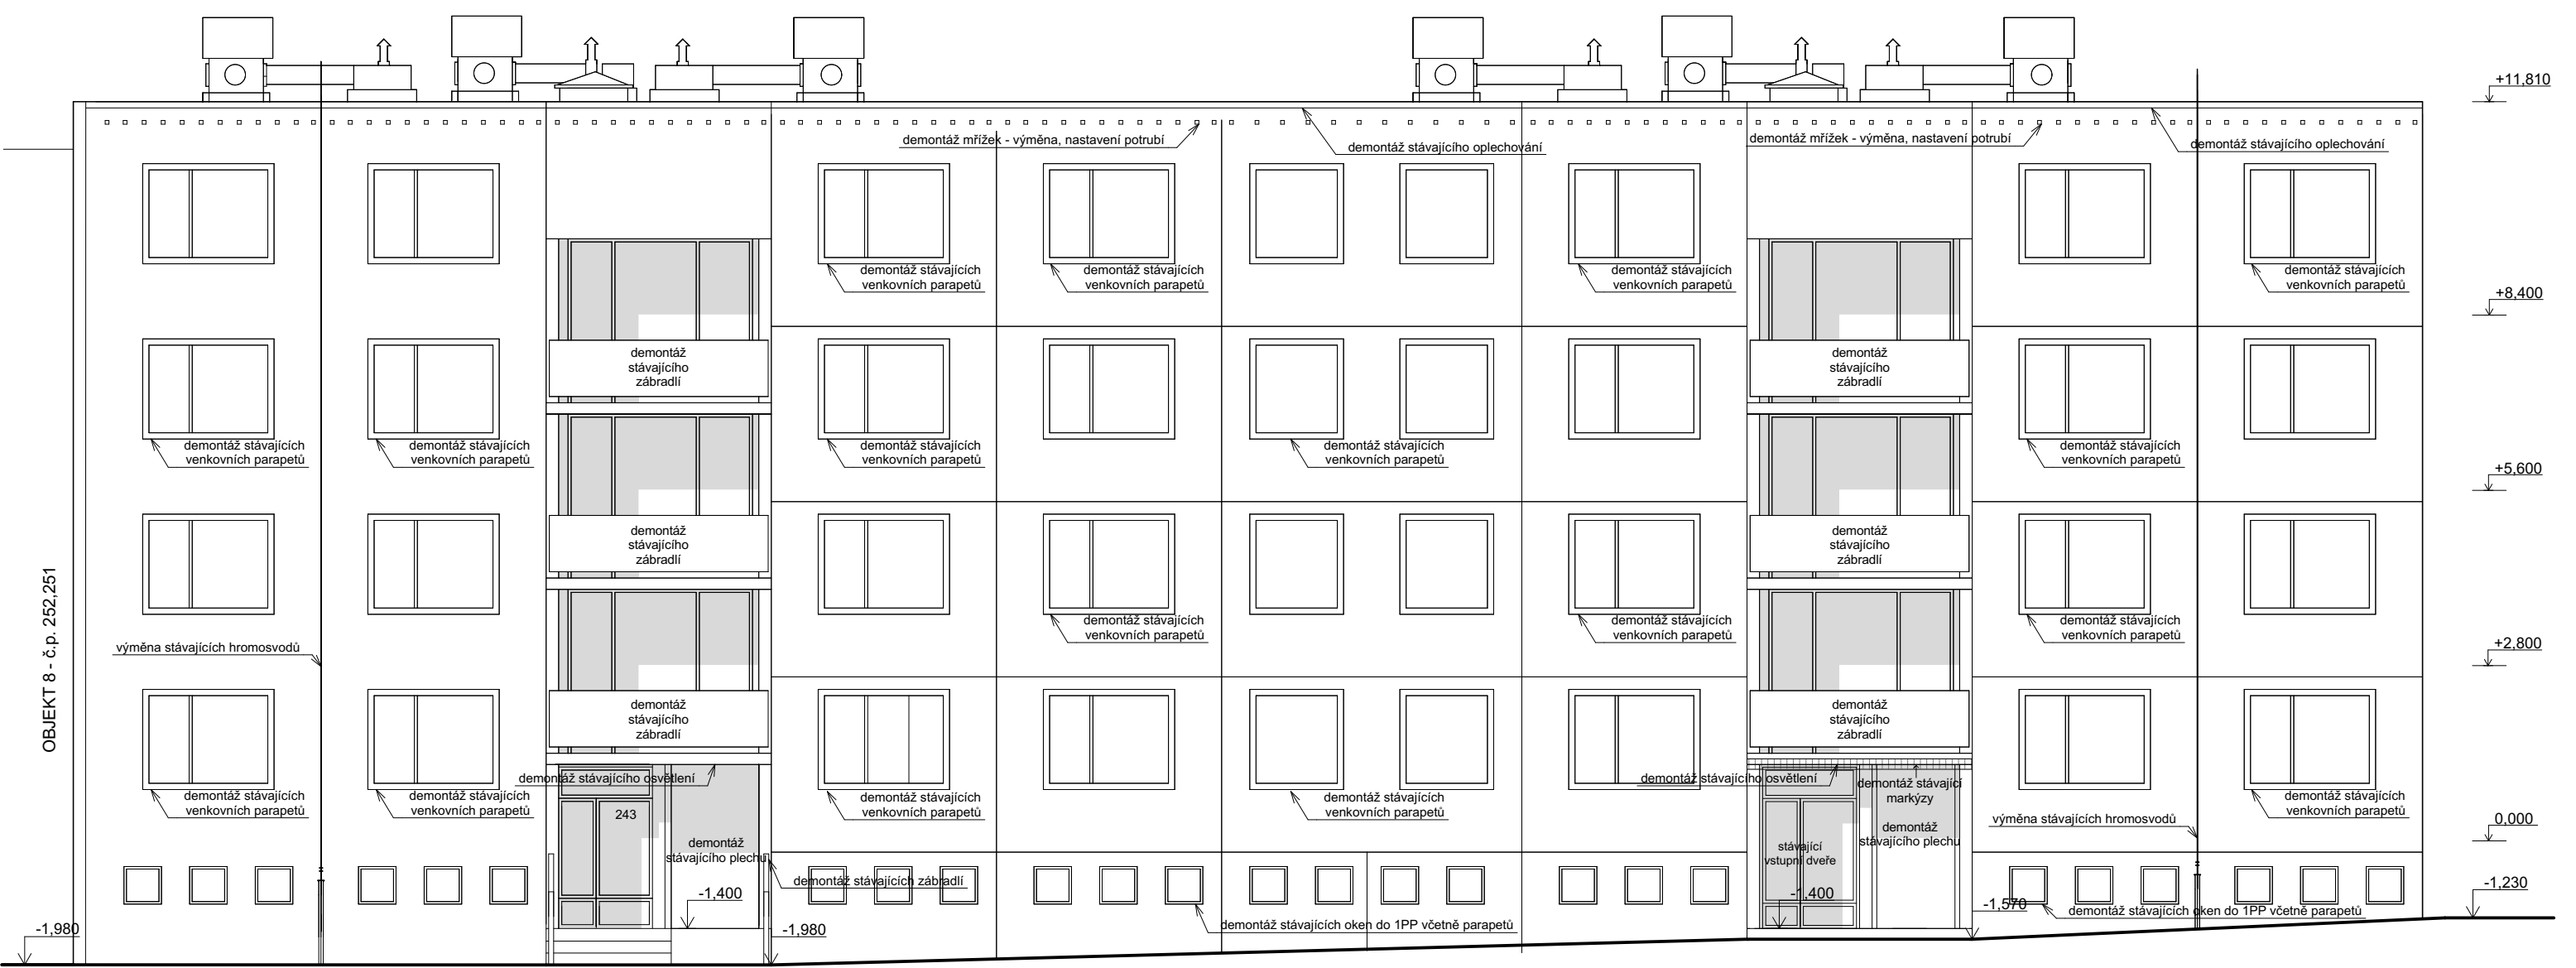 +11,810
demontáž mřížek - výměna, nastavení potrubí
demontáž stávajícího oplechování
demontáž mřížek - výměna, nastavení potrubí
demontáž stávajícího oplechování
demontáž stávajících
venkovních parapetů
demontáž stávajících
venkovních parapetů
demontáž stávajících
venkovních parapetů
demontáž stávajících
venkovních parapetů
+8,400
demontáž
stávajícího
zábradlí
demontáž
stávajícího
zábradlí
demontáž stávajících
venkovních parapetů
demontáž stávajících
venkovních parapetů
demontáž stávajících
venkovních parapetů
demontáž stávajících
venkovních parapetů
demontáž stávajících
venkovních parapetů
+5,600
demontáž
stávajícího
zábradlí
demontáž
stávajícího
zábradlí
OBJEKT 8 - č.p. 252,251
demontáž stávajících
venkovních parapetů
demontáž stávajících
venkovních parapetů
demontáž stávajících
venkovních parapetů
výměna stávajících hromosvodů
+2,800
demontáž
stávajícího
zábradlí
demontáž
stávajícího
zábradlí
demontáž stávajícího osvětlení
demontáž stávajícího osvětlení
demontáž stávající
markýzy
demontáž stávajících
venkovních parapetů
demontáž stávajících
venkovních parapetů
demontáž stávajících
venkovních parapetů
demontáž stávajících
venkovních parapetů
demontáž stávajících
venkovních parapetů
243
výměna stávajících hromosvodů
0,000
demontáž
stávajícího plechu
stávající
vstupní dveře
demontáž
stávajícího plechu
demontáž stávajících zábradlí
-1,400
-1,400
-1,230
-1,570
demontáž stávajících oken do 1PP včetně parapetů
demontáž stávajících oken do 1PP včetně parapetů
-1,980
-1,980